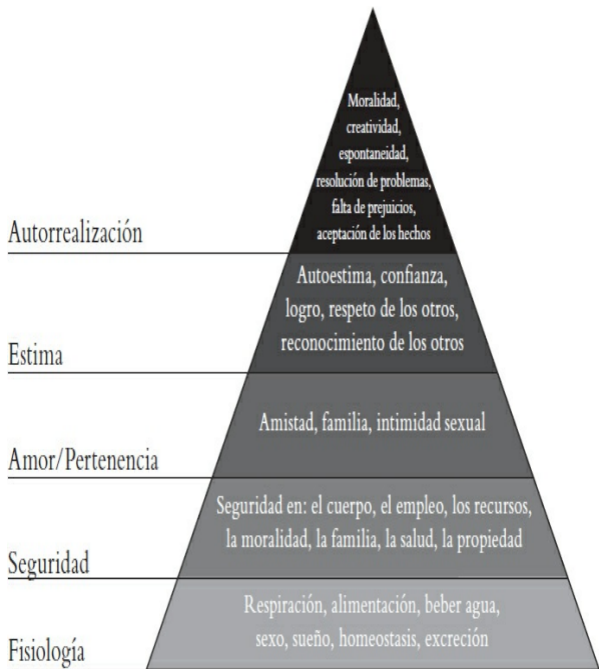 Moralidad,
creatividad,
espontaneidad,
resolución de problemas,
falta de prejuicios,
aceptación de los hechos
Autorrealización
Autoestima, confianza,
logro, respeto de los otros,
reconocimiento de los otros
Estima
Amistad, familia, intimidad sexual
Amor/Pertenencia
Seguridad en: el cuerpo, el empleo, los recursos,
la moralidad, la familia, la salud, la propiedad
Seguridad
Respiración, alimentación, beber agua,
sexo, sueño, homeostasis, excreción
Fisiología